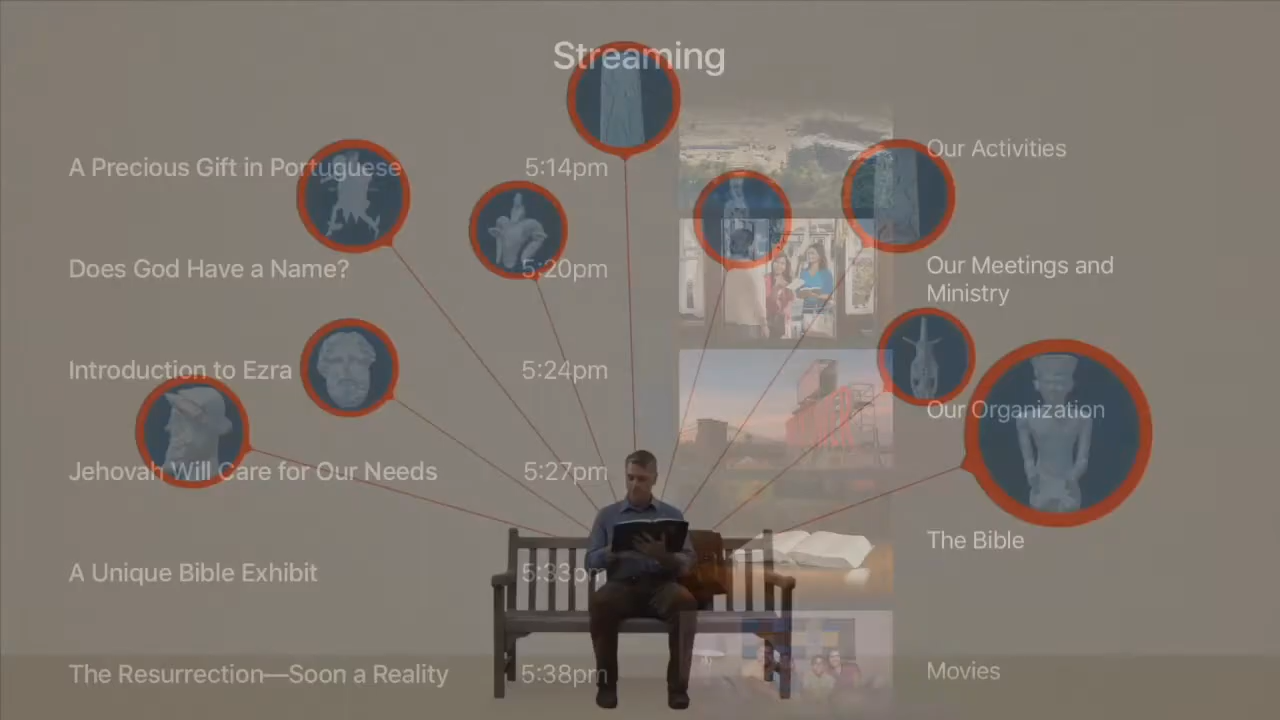 Streaming
A Precious Gift in Portuguese 5:14pm
Does God Have a Name? 5:20pm
Introduction to Ezra 5:24pm
Jehovah Will Care for Our Needs 5:27pm
A Unique Bible Exhibit 5:33pm
The Resurrection—Soon a Reality 5:38pm
Our Activities
Our Meetings and
Ministry
Our Organization
The Bible
Movies